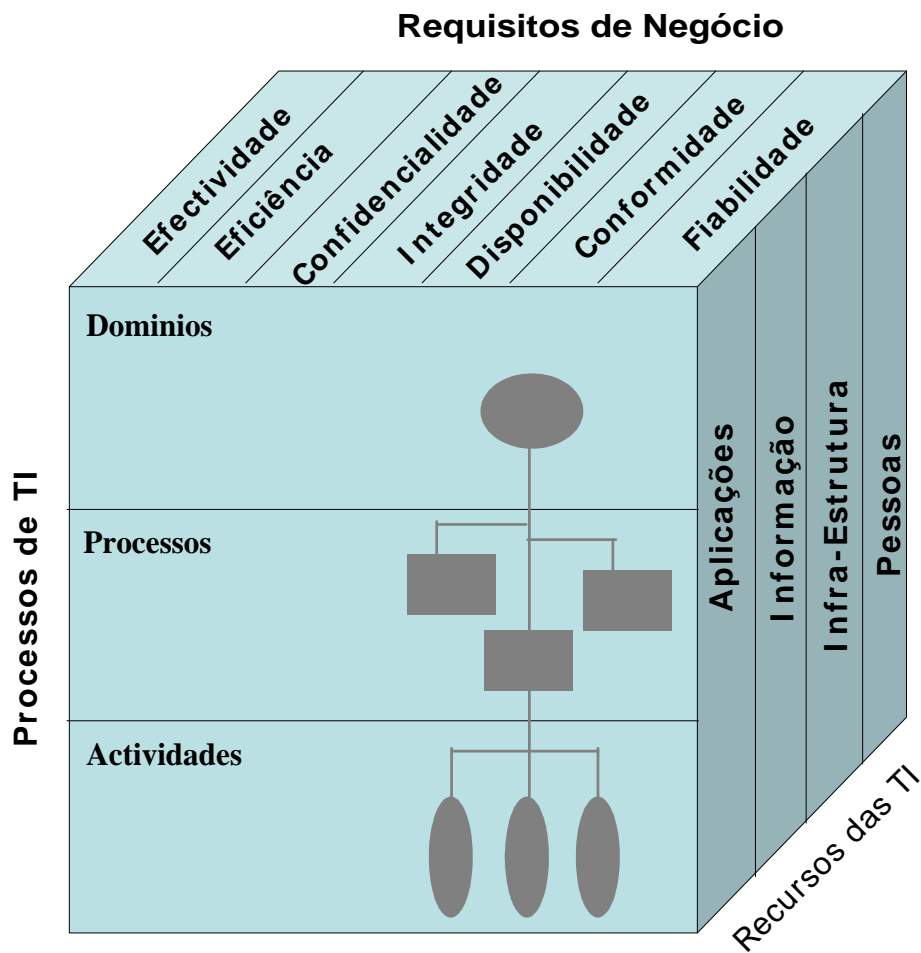 Requisitos de Negócio
Efectividade
Eficiência
Confidencialidade
Integridade
Disponibilidade
Conformidade
Fiabilidade
Dominios
Processos
Actividades
Processos de TI
Aplicações
Informação
Infra-Estrutura
Pessoas
Recursos das TI